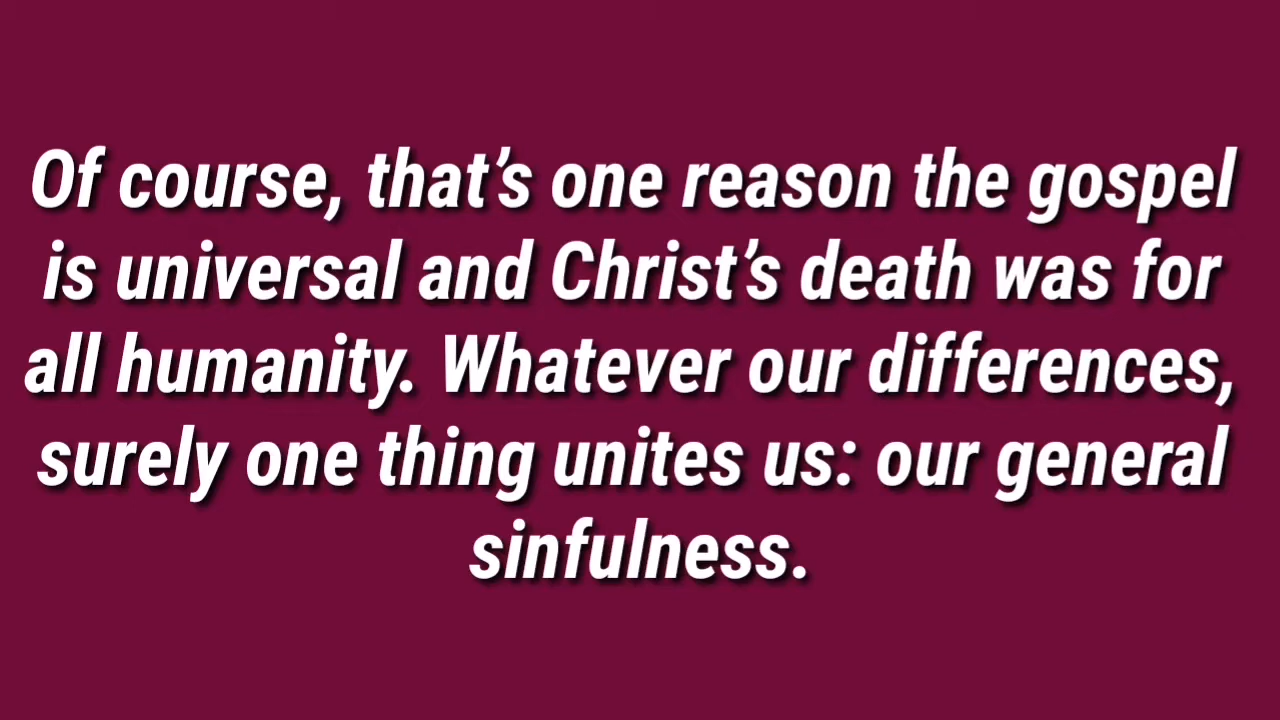 Of course, that’s one reason the gospel
is universal and Christ’s death was for
all humanity. Whatever our differences,
surely one thing unites us: our general
sinfulness.